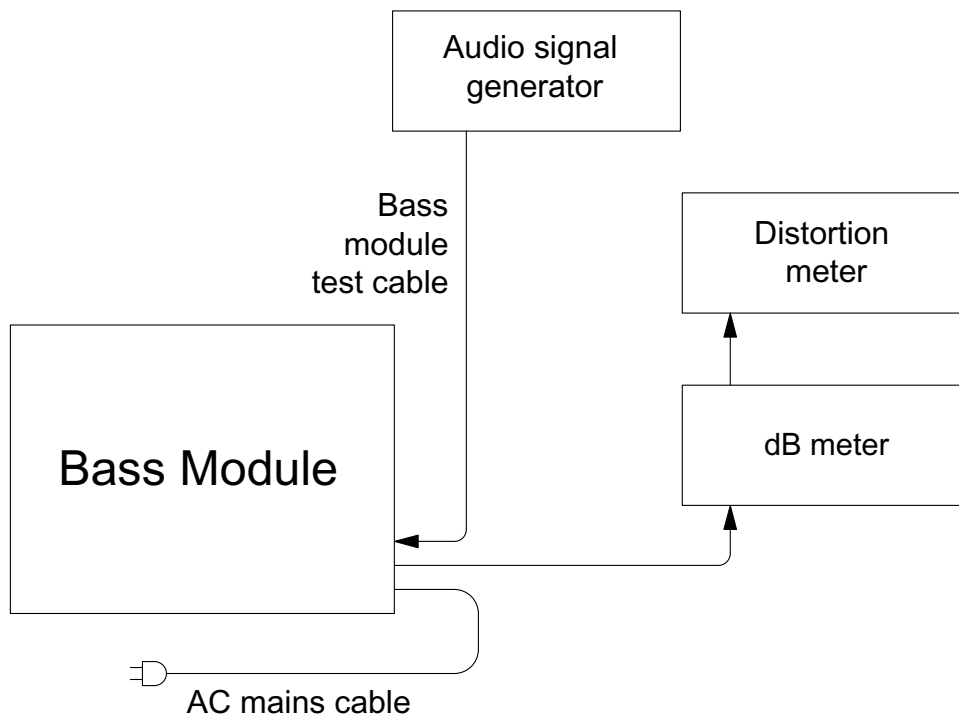 Audio signal
generator
Bass
module
test cable
Distortion
meter
Bass Module
dB meter
AC mains cable